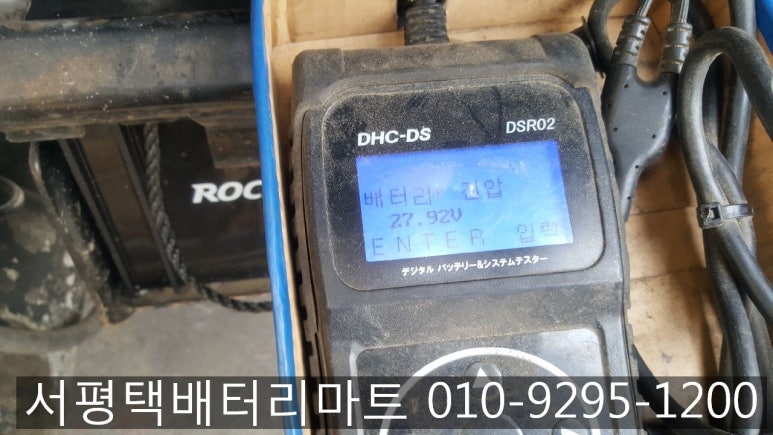 DHC-DS DSR02
배터리 전압
27.92V
ENTER 입력
デジタル バッテリー&システムテスター
ROC
서평택배터리마트 010-9295-1200